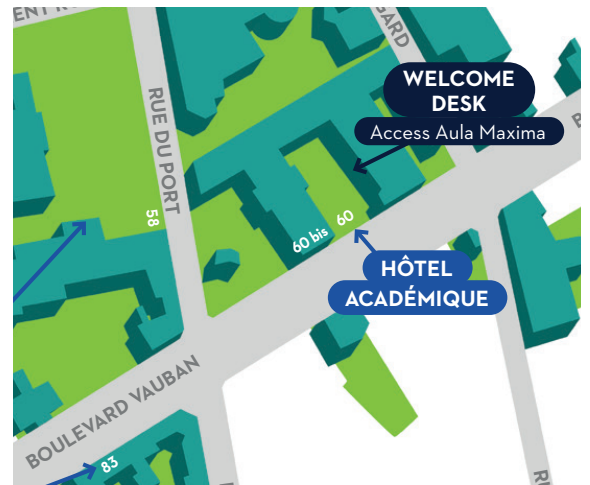 WELCOME
DESK
Access Aula Maxima
RUE DU PORT
58
60 bis
60
HÔTEL
ACADÉMIQUE
BOULEVARD VAUBAN
83